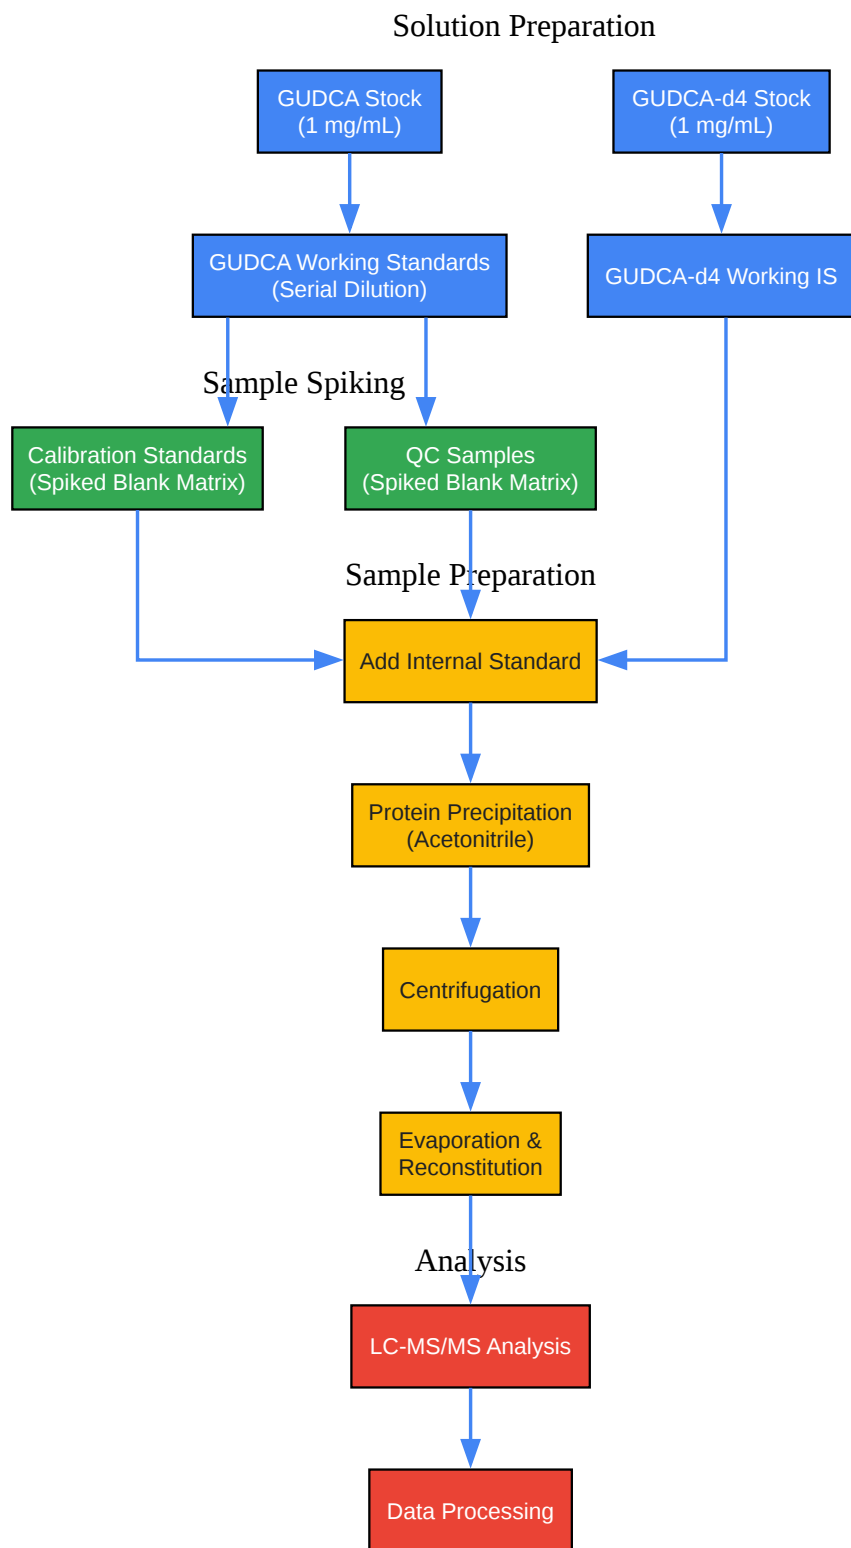 Solution Preparation
GUDCA Stock
(1 mg/mL)
GUDCA-d4 Stock
(1 mg/mL)
GUDCA Working Standards
(Serial Dilution)
GUDCA-d4 Working IS
Sample Spiking
Calibration Standards
(Spiked Blank Matrix)
QC Samples
(Spiked Blank Matrix)
Sample Preparation
Add Internal Standard
Protein Precipitation
(Acetonitrile)
Centrifugation
Evaporation &
Reconstitution
Analysis
LC-MS/MS Analysis
Data Processing